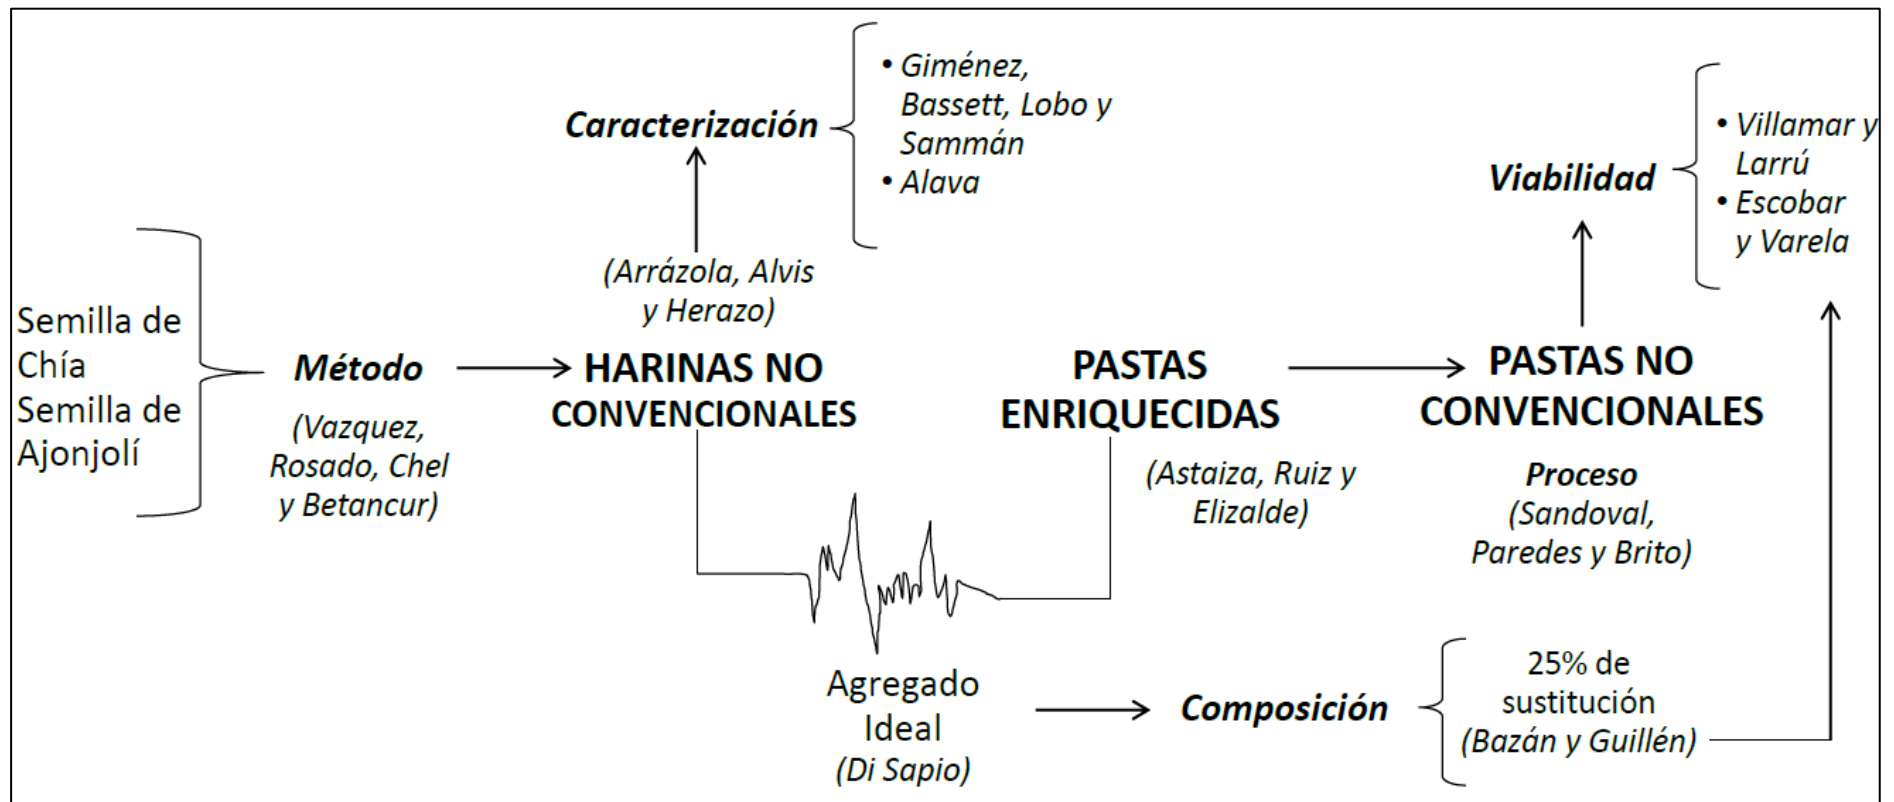 Semilla de
Chía
Semilla de
Ajonjolí
Método
(Vazquez,
Rosado, Chel
y Betancur)
Caracterización
• Giménez,
Bassett, Lobo y
Sammán
• Alava
(Arrázola, Alvis
y Herazo)
HARINAS NO
CONVENCIONALES
PASTAS
ENRIQUECIDAS
(Astaiza, Ruiz y
Elizalde)
Viabilidad
• Villamar y
Larrú
• Escobar
y Varela
PASTAS NO
CONVENCIONALES
Proceso
(Sandoval,
Paredes y Brito)
Agregado
Ideal
(Di Sapio)
Composición
25% de
sustitución
(Bazán y Guillén)